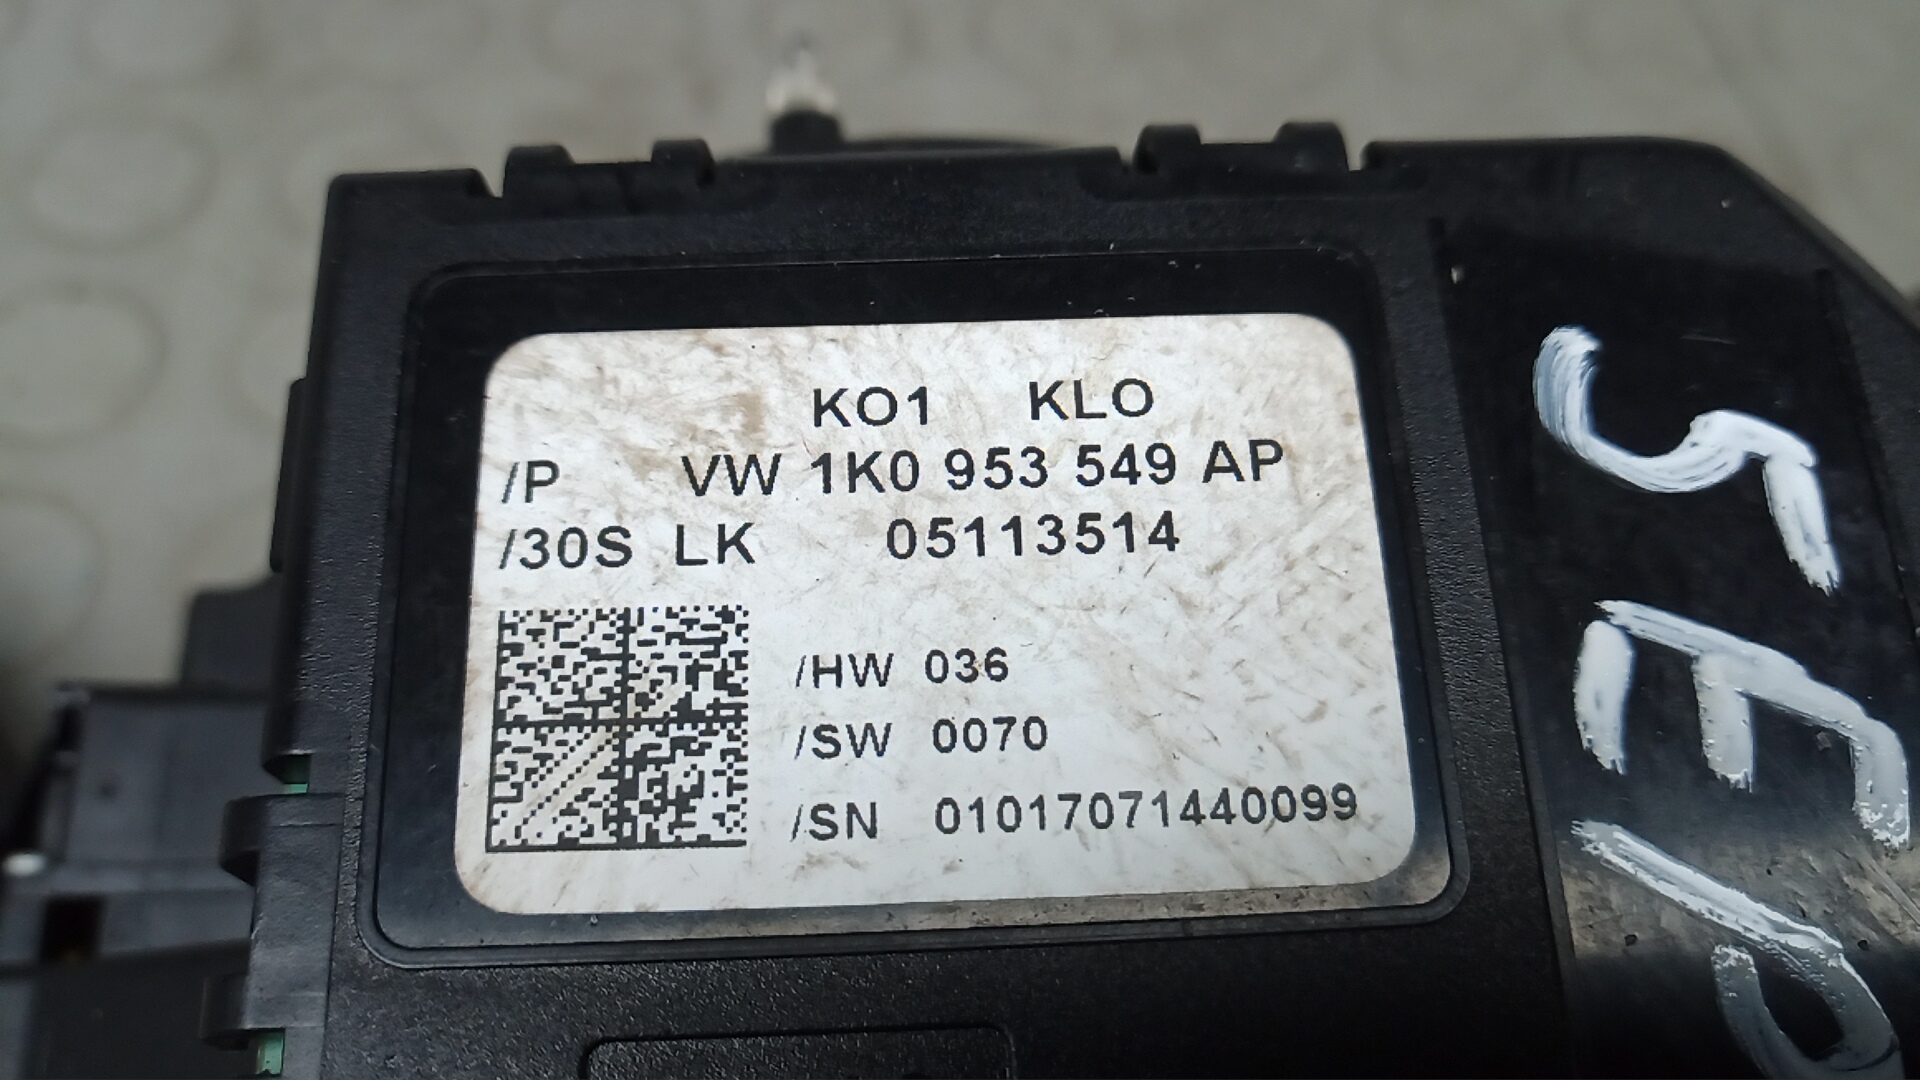 KO1 KLO
/P VW 1K0 953 549 AP
/30S LK 05113514
/HW 036
/SW 0070
/SN 01017071440099